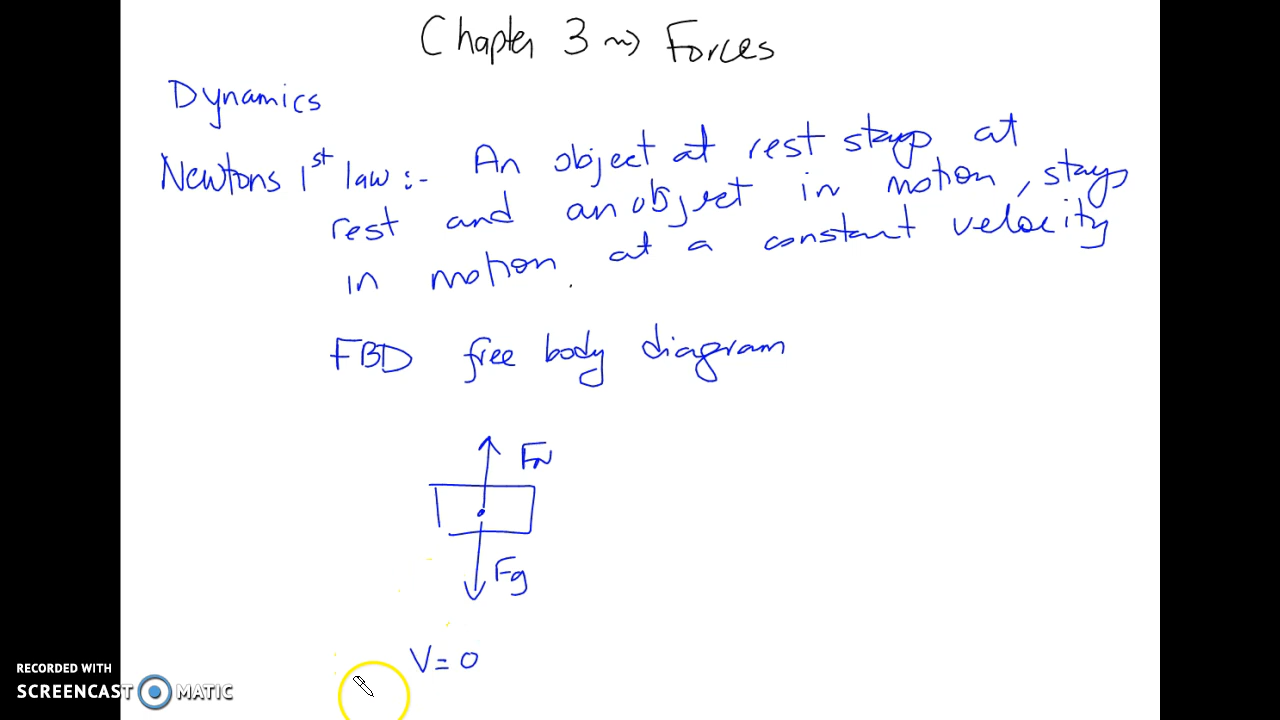 Chapter 3 ⇝ Forces
Dynamics
Newtons 1st law :- An object at rest stays at
rest and an object in motion, stays
in motion at a constant velocity
FBD free body diagram
FN
Fg
V = 0
RECORDED WITH
SCREENCAST MATIC